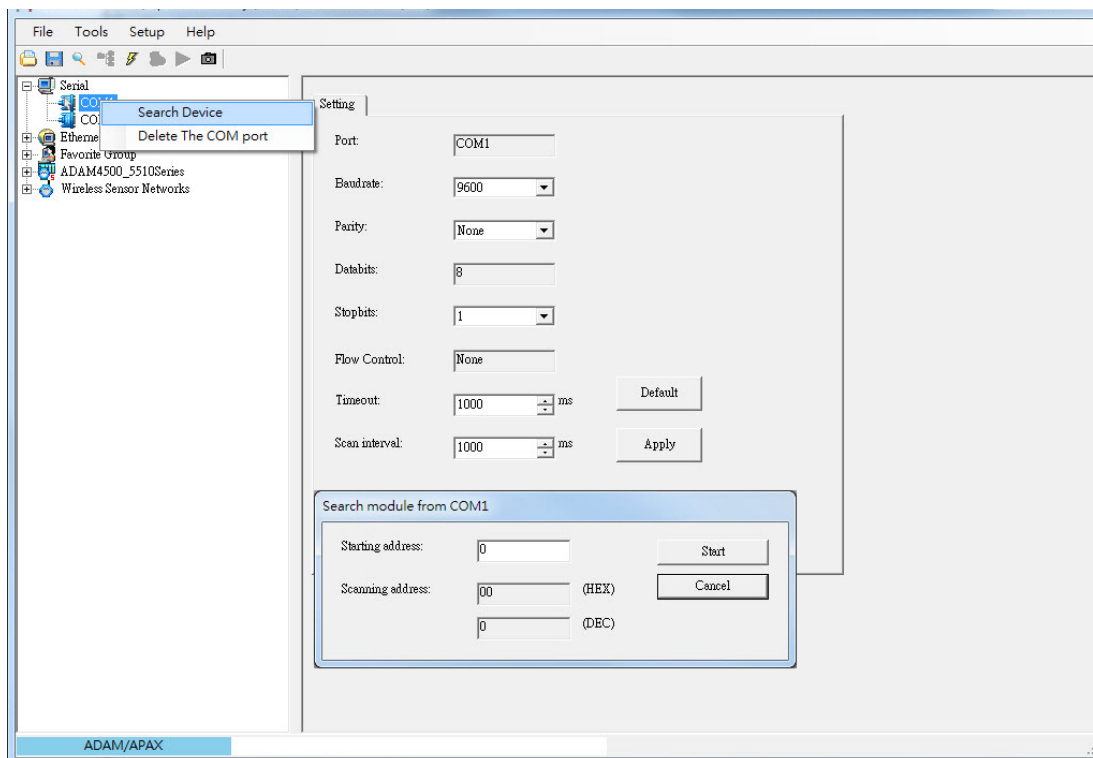 File Tools Setup Help
Serial
COM1
Search Device
Delete The COM port
Favorite Group
ADAM4500_5510Series
Wireless Sensor Networks
Setting
Port: COM1
Baudrate: 9600
Parity: None
Databits: 8
Stopbits: 1
Flow Control: None
Timeout: 1000 ms
Default
Scan interval: 1000 ms
Apply
Search module from COM1
Starting address: 0
Start
Scanning address: 00 (HEX)
Cancel
0 (DEC)
ADAM/APAX